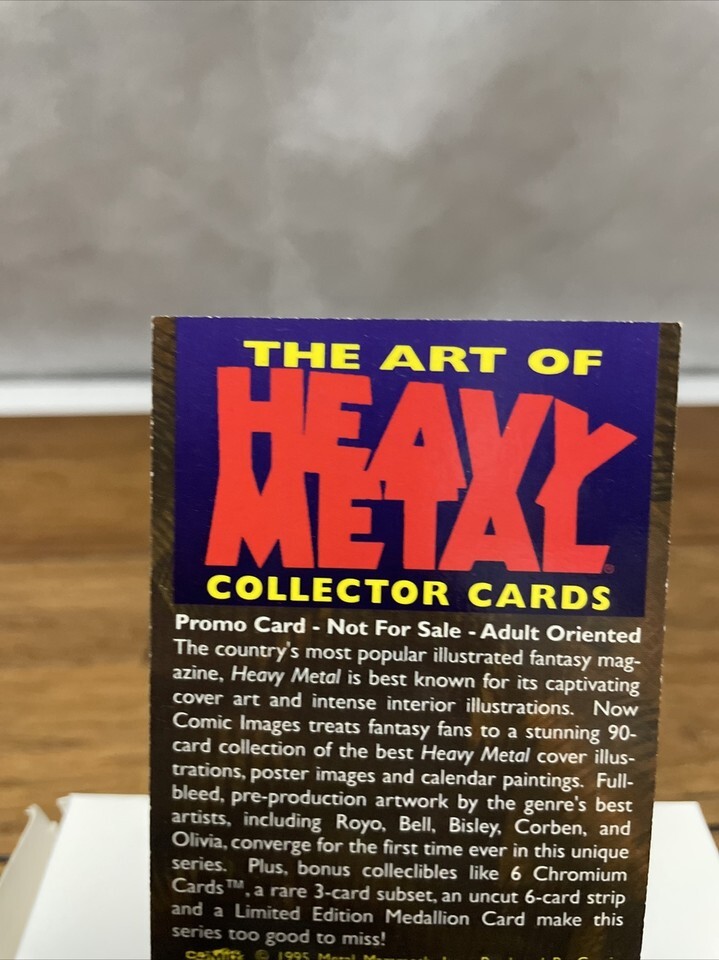 THE ART OF
HEAVY
METAL®
COLLECTOR CARDS
Promo Card - Not For Sale - Adult Oriented
The country's most popular illustrated fantasy mag-
azine, Heavy Metal is best known for its captivating
cover art and intense interior illustrations. Now
Comic Images treats fantasy fans to a stunning 90-
card collection of the best Heavy Metal cover illus-
trations, poster images and calendar paintings. Full-
bleed, pre-production artwork by the genre's best
artists, including Royo, Bell, Bisley, Corben, and
Olivia, converge for the first time ever in this unique
series. Plus, bonus colleclibles like 6 Chromium
Cards™, a rare 3-card subset, an uncut 6-card strip
and a Limited Edition Medallion Card make this
series too good to miss!
© 1995 Metal